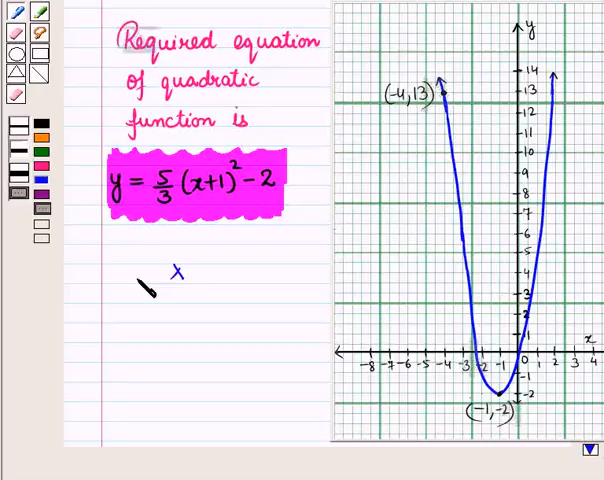 Required equation
of quadratic
function is
y = 5/3 (x+1)² - 2
x
y
14
13
(-4,13)
12
11
10
9
8
7
6
5
4
3
2
1
x
-8 -7 -6 -5 -4 -3 -2 -1 0 1 2 3 4
-1
-2
(-1,-2)